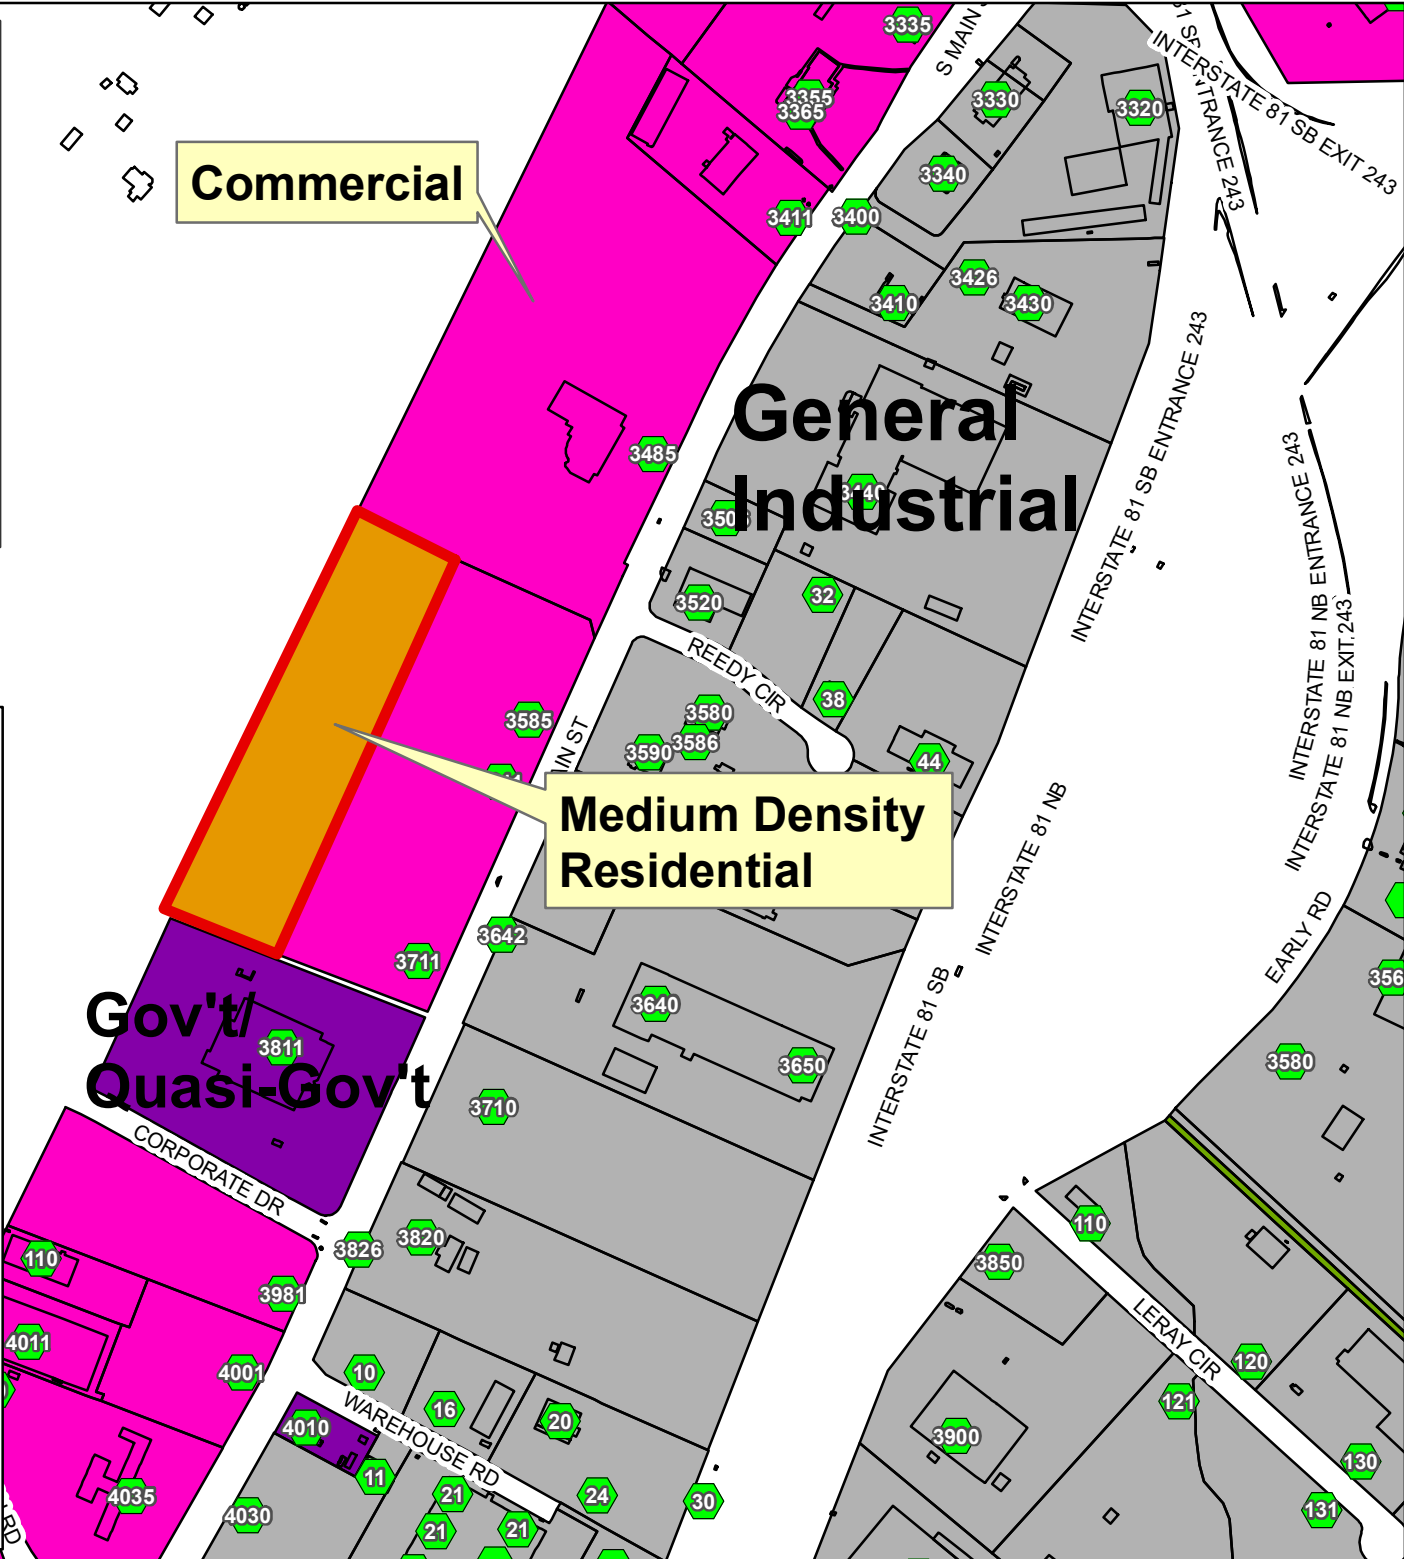 3335
S MAIN
INTERSTATE 81 SB EXIT 243
3355
3365
3330
3320
Commercial
3340
3411
3400
3426
3410
3430
INTERSTATE 81 SB ENTRANCE 243
General
Industrial
3485
3440
3520
32
REEDY CIR
38
3585
3580
3586
3590
44
INTERSTATE 81 NB ENTRANCE 243
INTERSTATE 81 NB EXIT 243
Medium Density
Residential
INTERSTATE 81 NB
EARLY RD
3642
3711
INTERSTATE 81 SB
3640
3650
3580
Gov't/
Quasi-Gov't
3811
3710
CORPORATE DR
110
3820
3826
3850
110
3981
LERAY CIR
4011
4001
10
120
121
16
20
WAREHOUSE RD
4010
3900
130
11
4035
4030
21
24
30
131
21
21
RD